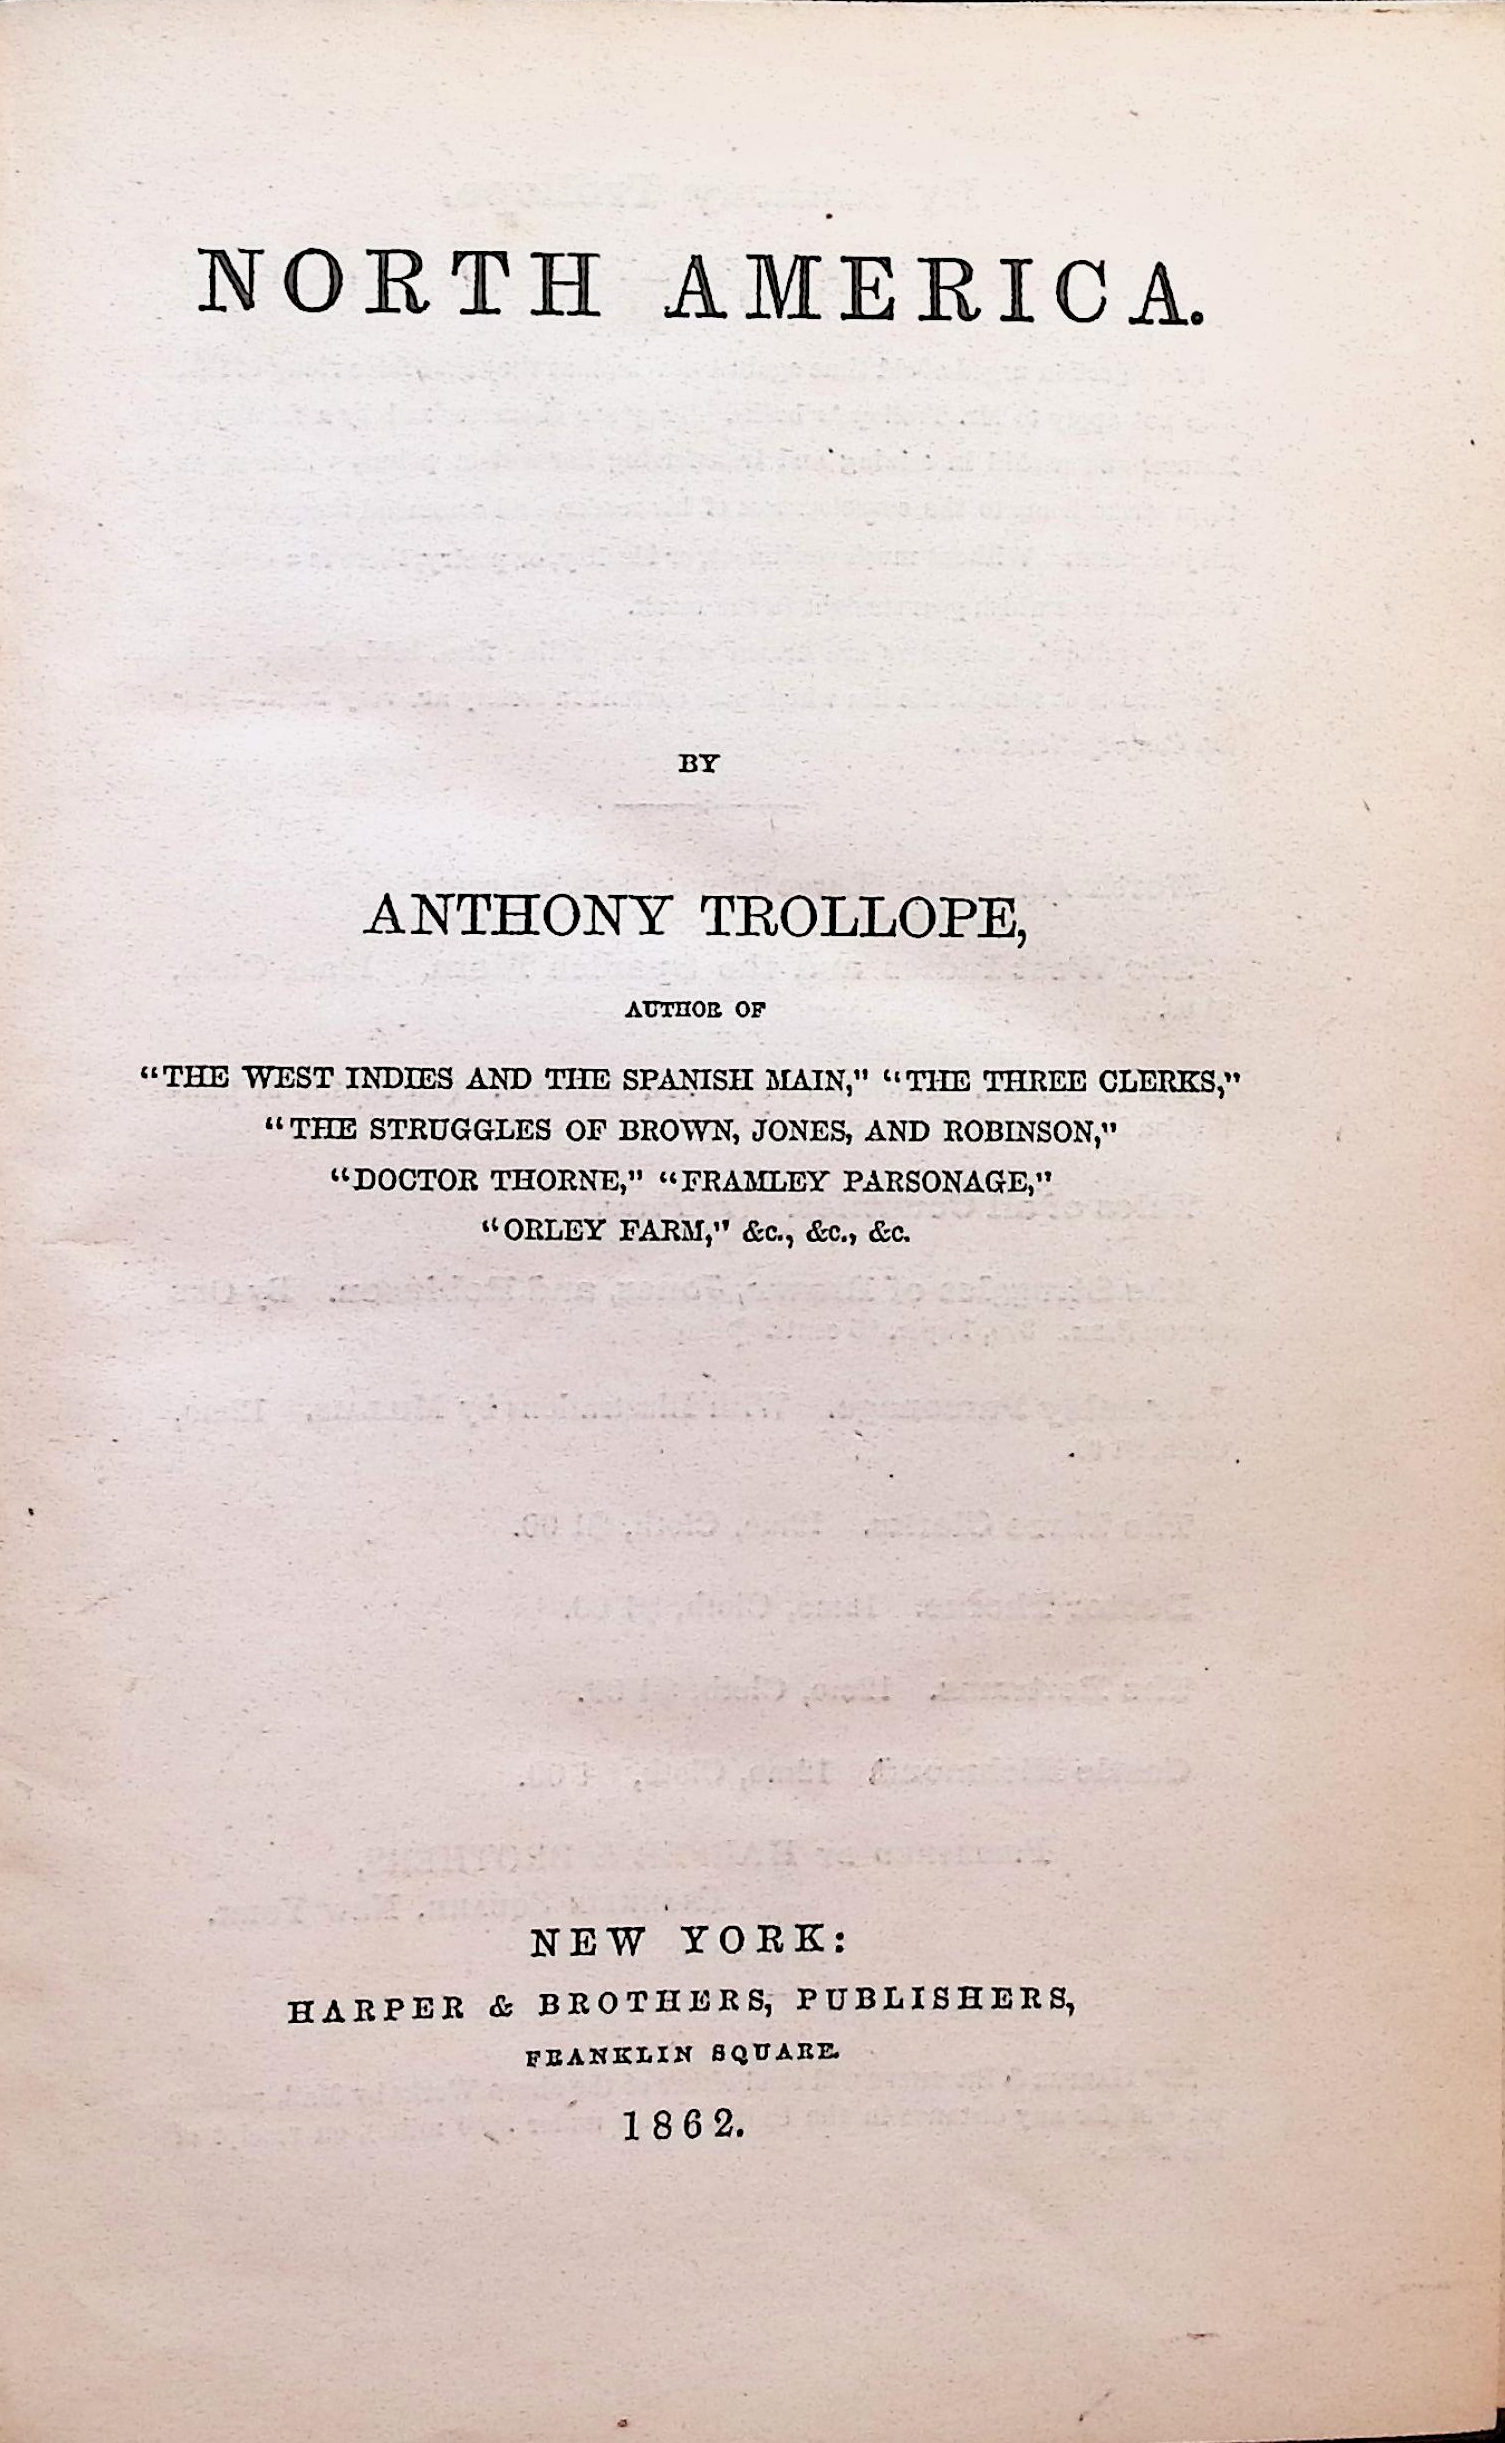 NORTH AMERICA.
BY
ANTHONY TROLLOPE,
AUTHOR OF
“THE WEST INDIES AND THE SPANISH MAIN,” “THE THREE CLERKS,”
“THE STRUGGLES OF BROWN, JONES, AND ROBINSON,”
“DOCTOR THORNE,” “FRAMLEY PARSONAGE,”
“ORLEY FARM,” &c., &c., &c.
NEW YORK:
HARPER & BROTHERS, PUBLISHERS,
FRANKLIN SQUARE.
1862.